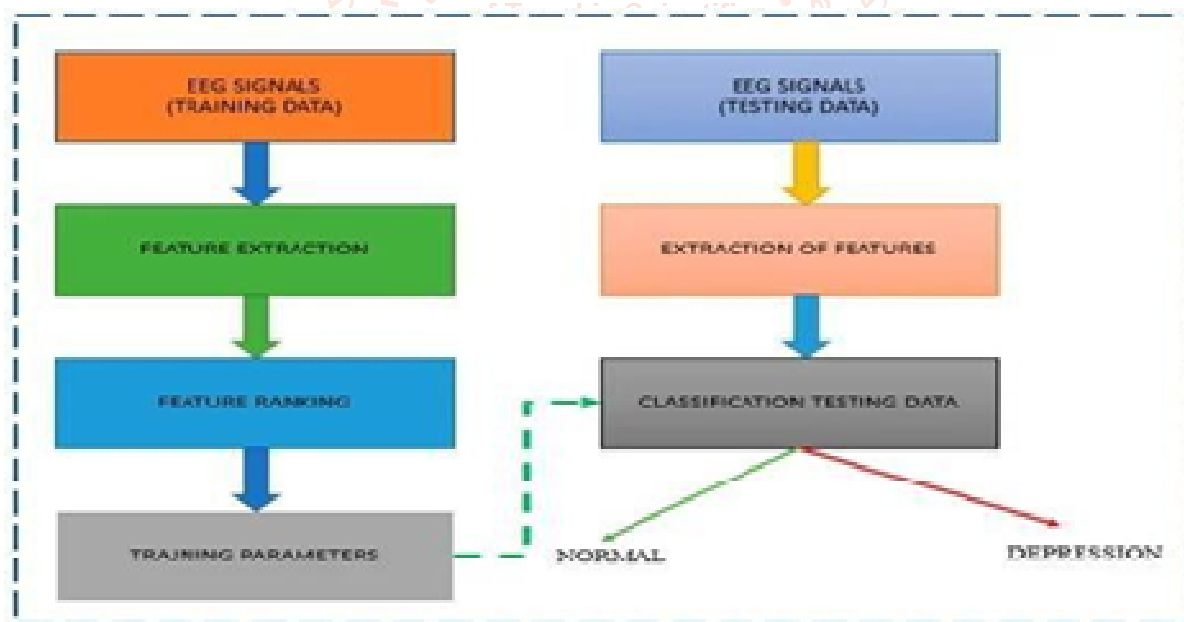 EEG SIGNALS
(TRAINING DATA)
FEATURE EXTRACTION
FEATURE RANKING
TRAINING PARAMETERS
EEG SIGNALS
(TESTING DATA)
EXTRACTION OF FEATURES
CLASSIFICATION TESTING DATA
NORMAL
DEPRESSION